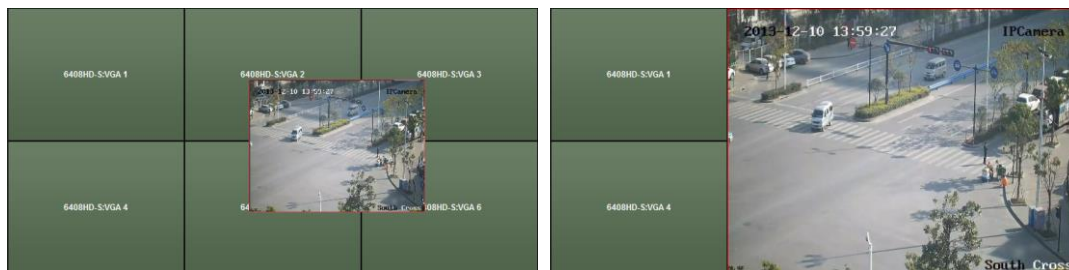 6408HD-S:VGA 1
6408HD-S:VGA 2
6408HD-S:VGA 3
2013-12-10 13:59:27
IPCamera
6408HD-S:VGA 4
64
08HD-S:VGA 6
South Cross
6408HD-S:VGA 1
2013-12-10 13:59:27
IPCamera
6408HD-S:VGA 4
South Cross